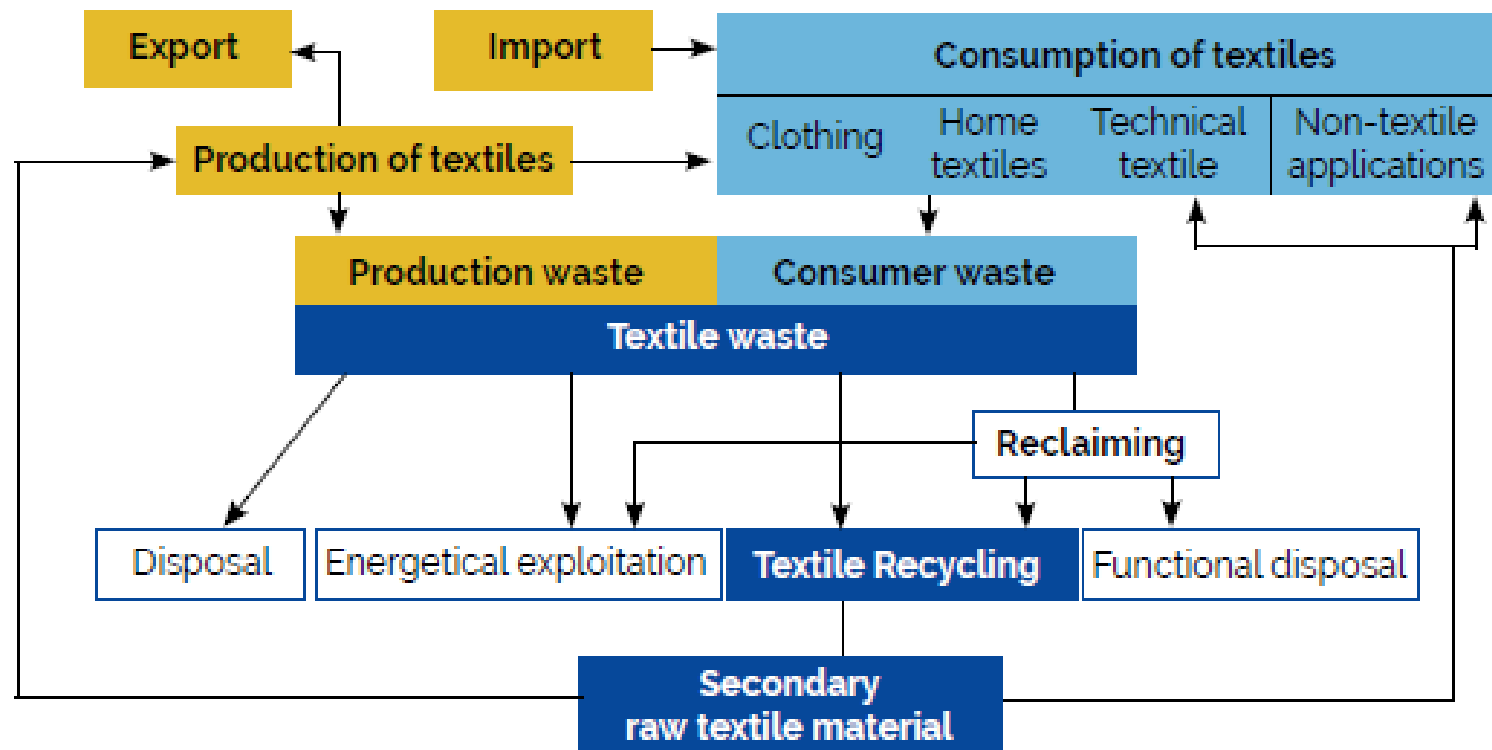 Export
Import
Consumption of textiles
Production of textiles
Clothing
Home
textiles
Technical
textile
Non-textile
applications
Production waste
Consumer waste
Textile waste
Reclaiming
Disposal
Energetical exploitation
Textile Recycling
Functional disposal
Secondary
raw textile material